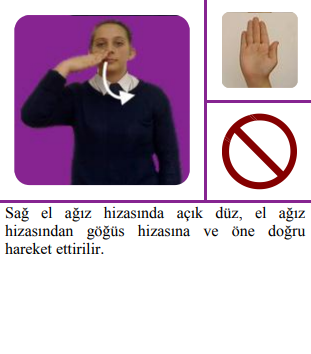 Sağ el ağız hizasında açık düz, el ağız
hizasından göğüs hizasına ve öne doğru
hareket ettirilir.